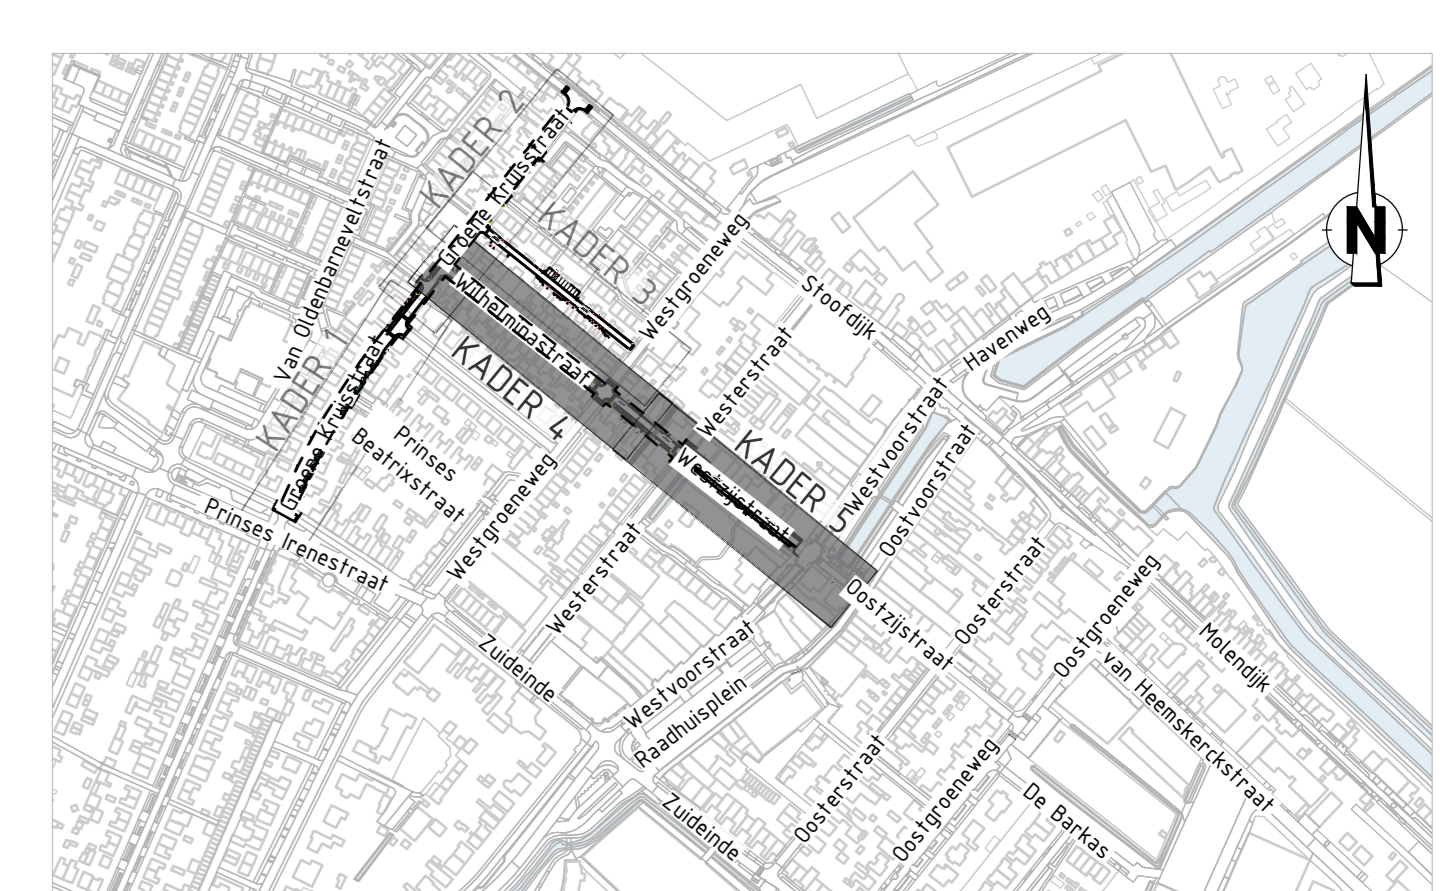 KADER 2
Groene Kruisstraat
Van Oldenbarneveltstraat
KADER 3
Westgroeneweg
N
Stoofdijk
Havenweg
Wilhelminastraat
KADER 1
Groene Kruisstraat
KADER 4
Westerstraat
KADER 5
Westvoorstraat
Oostvoorstraat
Prinses
Beatrixstraat
Westzijstraat
Westgroeneweg
Prinses Irenestraat
Westerstraat
Oostzijstraat
Oosterstraat
Oostgroeneweg
Molendijk
van Heemskerckstraat
Zuideinde
Westvoorstraat
Raadhuisplein
Oosterstraat
Oostgroeneweg
De Barkas
Zuideinde